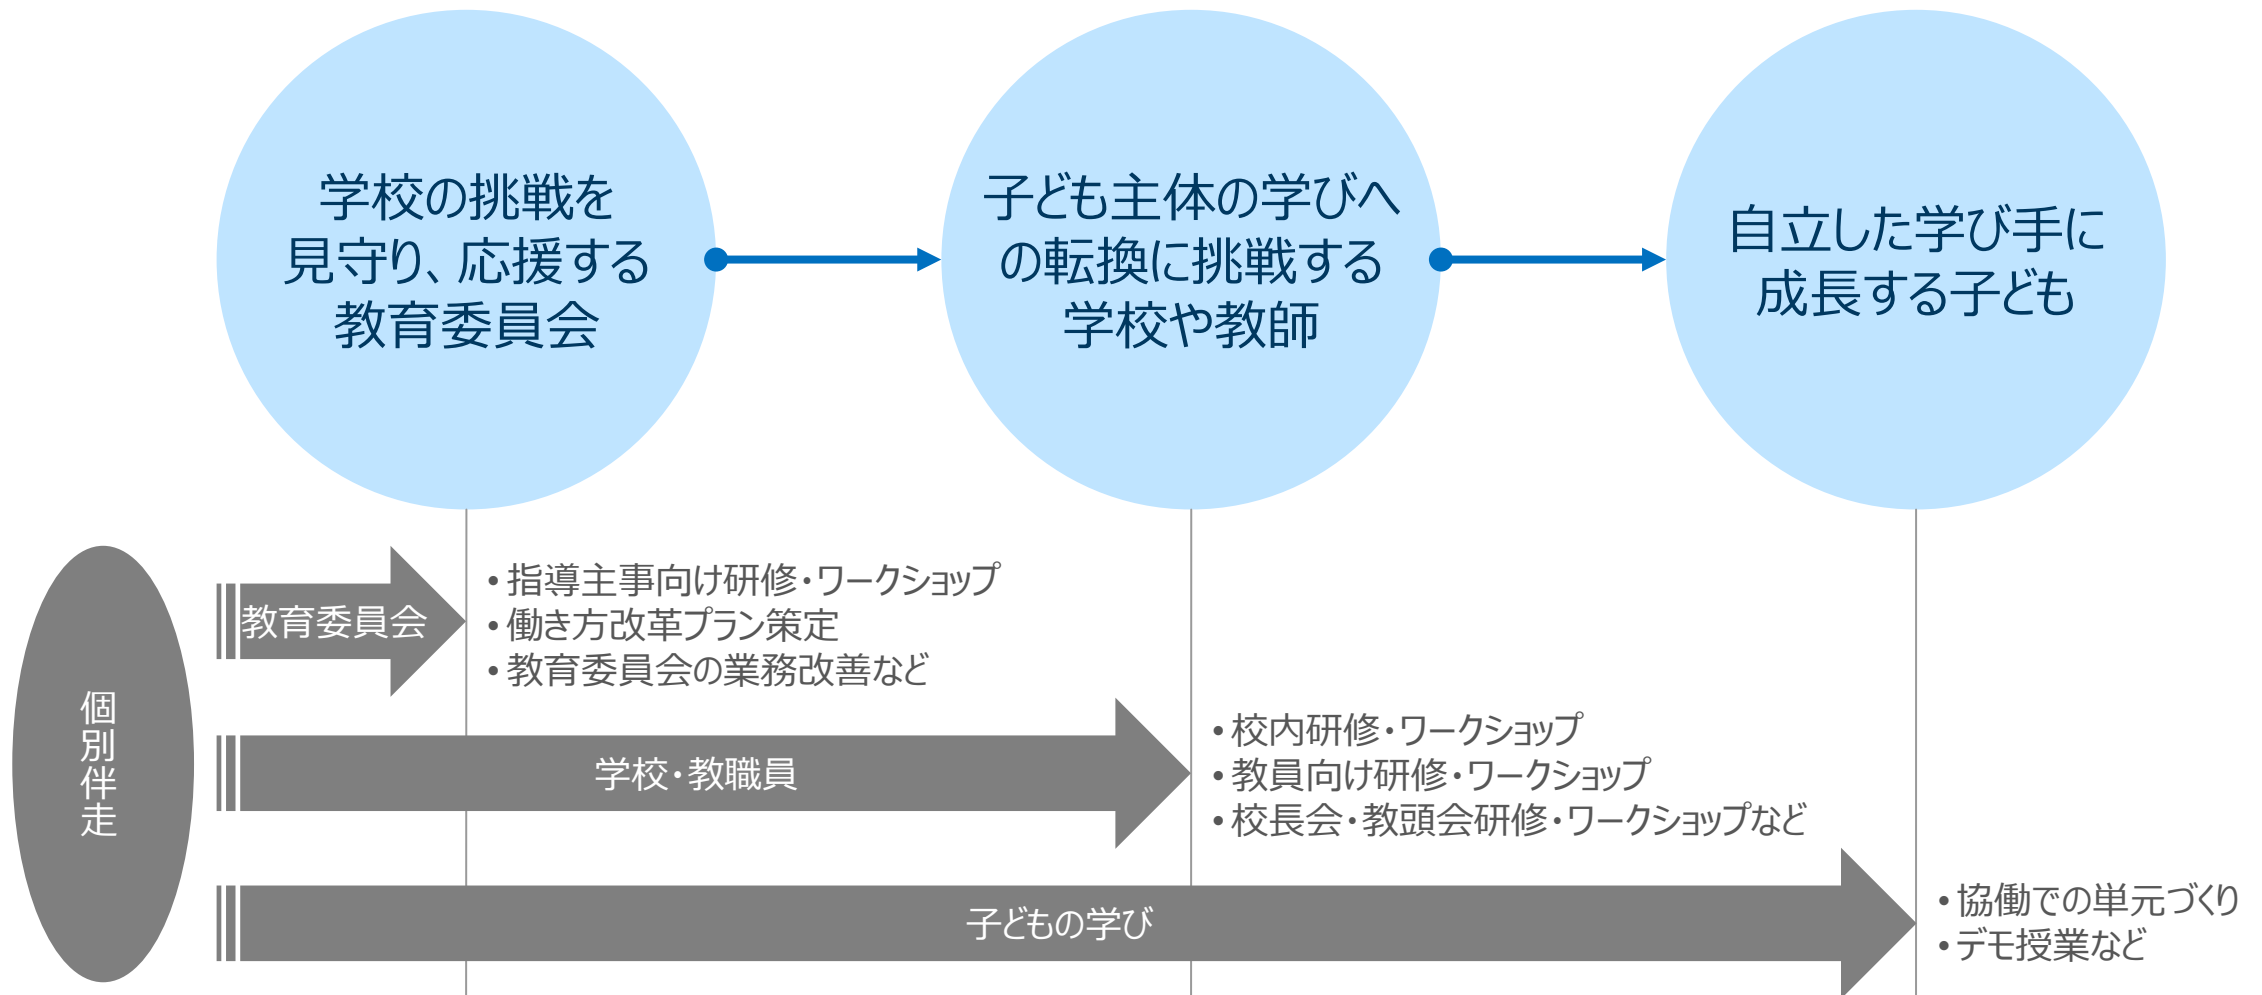 学校の挑戦を
見守り、応援する
教育委員会
子ども主体の学びへ
の転換に挑戦する
学校や教師
自立した学び手に
成長する子ども
個別伴走
教育委員会
•指導主事向け研修・ワークショップ
•働き方改革プラン策定
•教育委員会の業務改善など
学校・教職員
•校内研修・ワークショップ
•教員向け研修・ワークショップ
•校長会・教頭会研修・ワークショップなど
子どもの学び
•協働での単元づくり
•デモ授業など